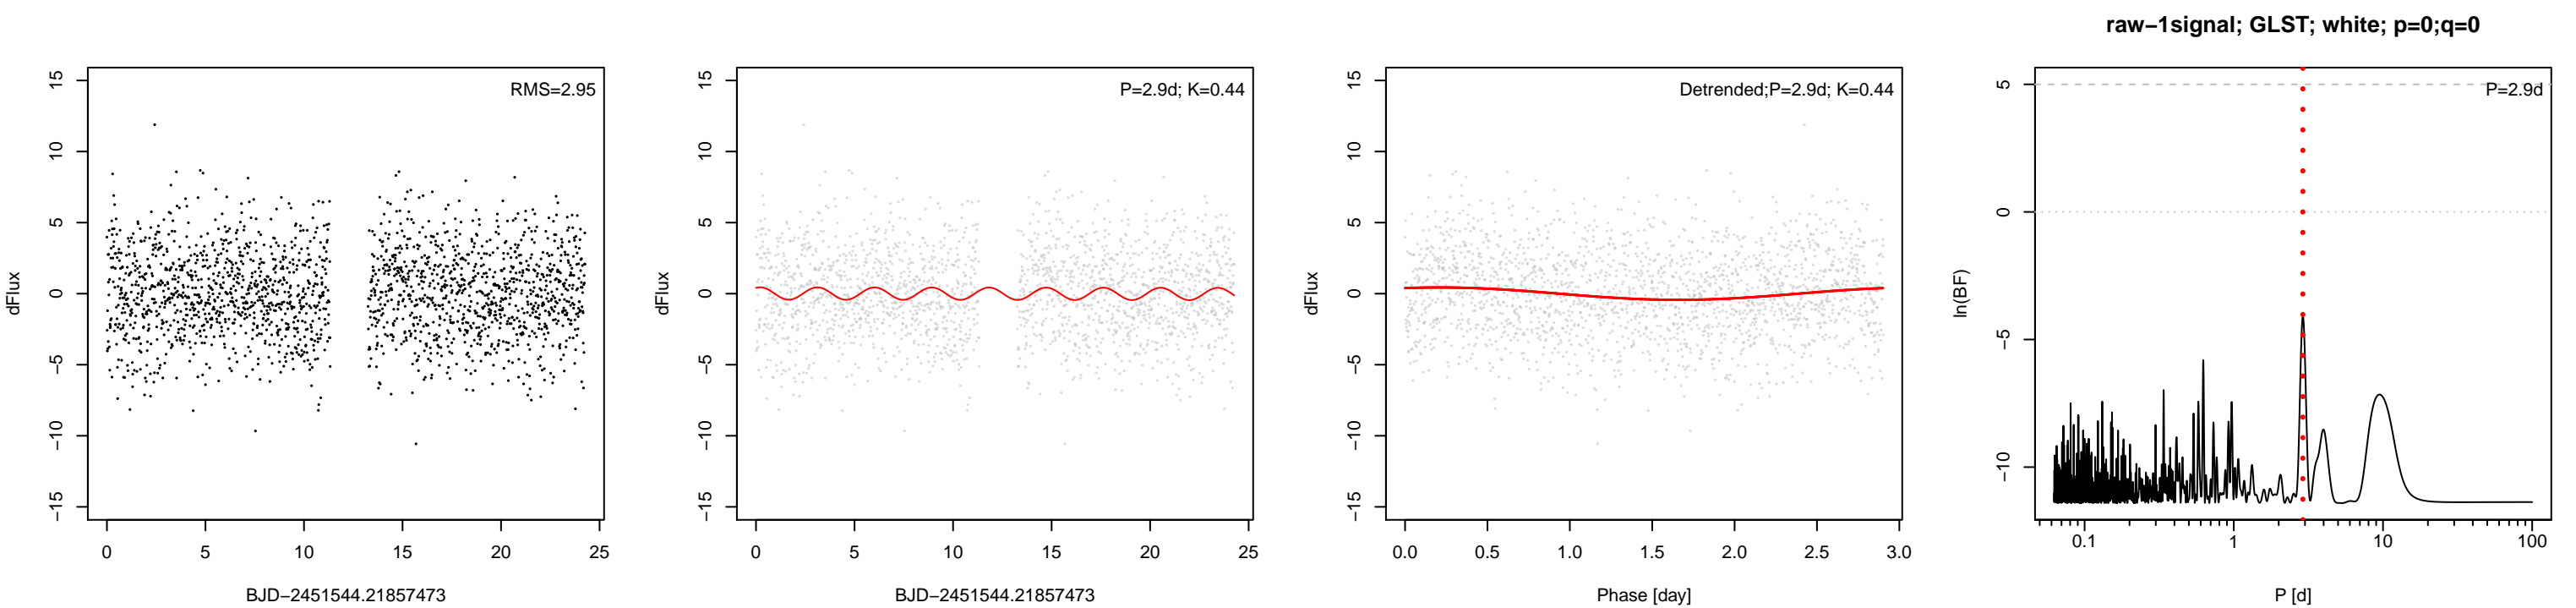 raw−1signal; GLST; white; p=0;q=0
RMS=2.95
15
10
5
0
−5
−10
−15
dFlux
0 5 10 15 20 25
BJD−2451544.21857473
P=2.9d; K=0.44
15
10
5
0
−5
−10
−15
dFlux
0 5 10 15 20 25
BJD−2451544.21857473
Detrended;P=2.9d; K=0.44
15
10
5
0
−5
−10
−15
dFlux
0.0 0.5 1.0 1.5 2.0 2.5 3.0
Phase [day]
P=2.9d
5
0
−5
−10
ln(BF)
0.1 1 10 100
P [d]